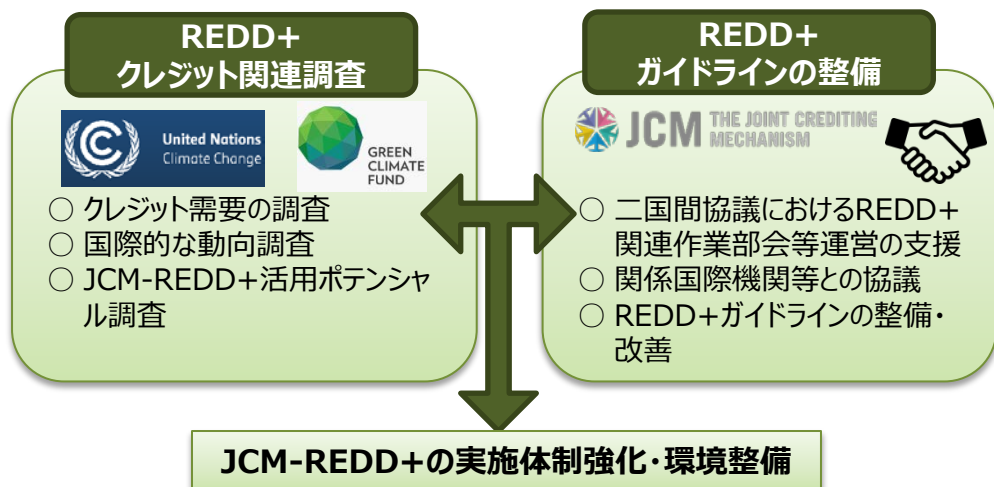 REDD+
クレジット関連調査
United Nations
Climate Change
GREEN
CLIMATE
FUND
○ クレジット需要の調査
○ 国際的な動向調査
○ JCM-REDD+活用ポテンシャ
ル調査
REDD+
ガイドラインの整備
JCM THE JOINT CREDITING
MECHANISM
○ 二国間協議におけるREDD+
関連作業部会等運営の支援
○ 関係国際機関等との協議
○ REDD+ガイドラインの整備・
改善
JCM-REDD+の実施体制強化・環境整備